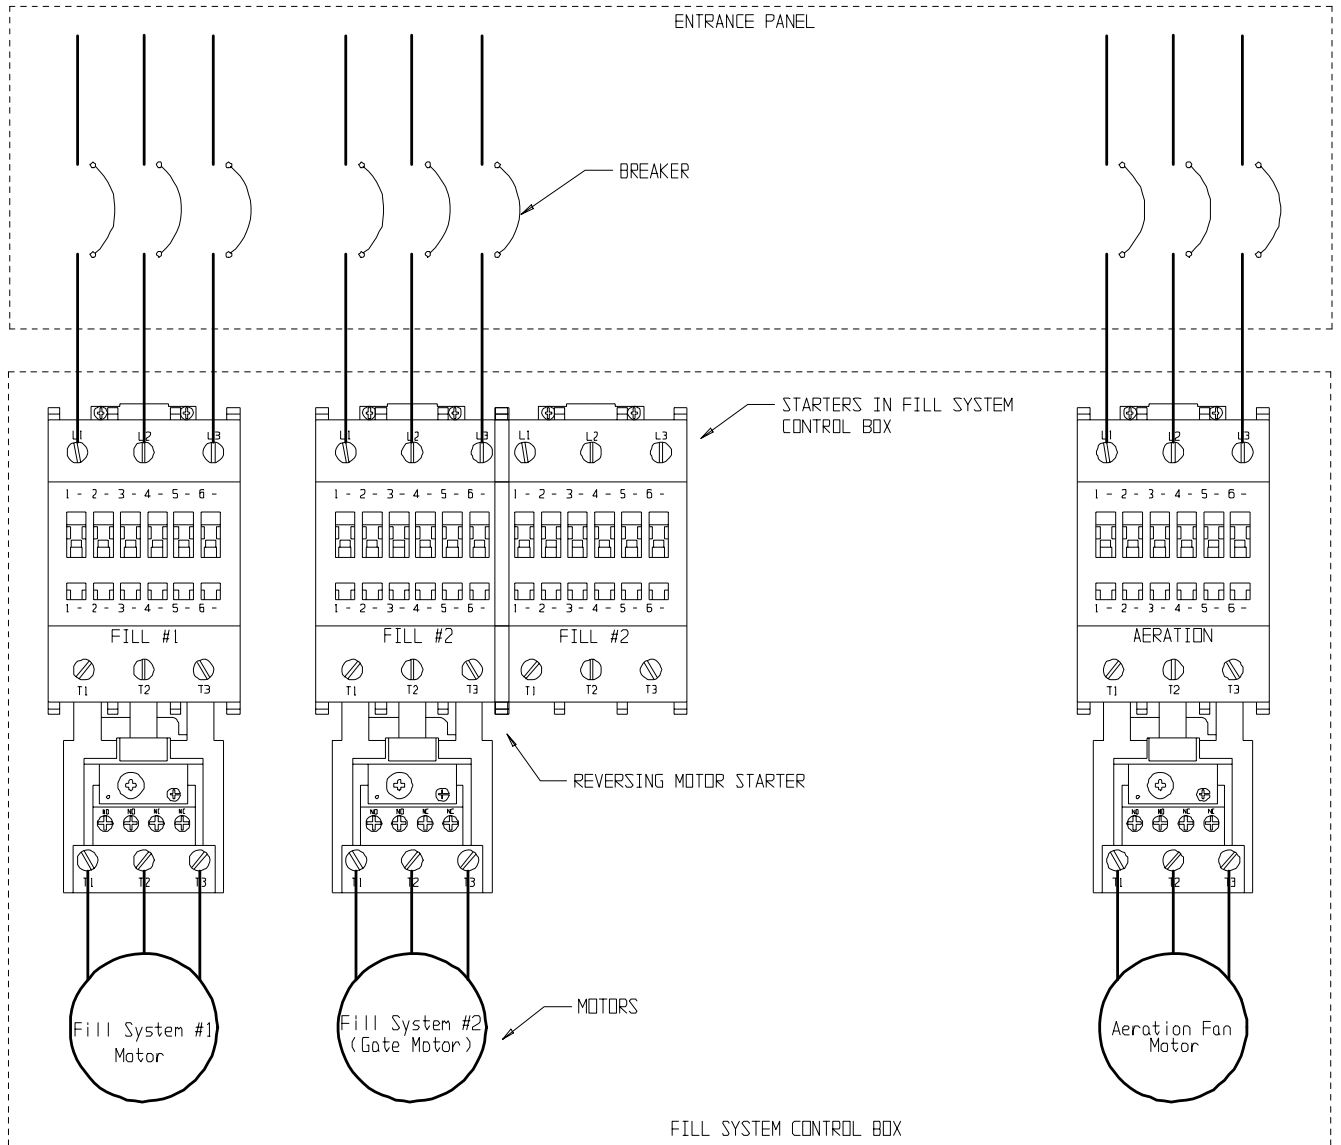 ENTRANCE PANEL
BREAKER
STARTERS IN FILL SYSTEM
CONTROL BOX
L1 L2 L3 L1 L2 L3 L1 L2 L3 L1 L2 L3
1 - 2 - 3 - 4 - 5 - 6 - 1 - 2 - 3 - 4 - 5 - 6 - 1 - 2 - 3 - 4 - 5 - 6 - 1 - 2 - 3 - 4 - 5 - 6 -
1 - 2 - 3 - 4 - 5 - 6 - 1 - 2 - 3 - 4 - 5 - 6 - 1 - 2 - 3 - 4 - 5 - 6 - 1 - 2 - 3 - 4 - 5 - 6 -
FILL #1 FILL #2 FILL #2 AERATION
T1 T2 T3 T1 T2 T3 T1 T2 T3 T1 T2 T3
REVERSING MOTOR STARTER
NO NO NC NC NO NO NC NC NO NO NC NC
T1 T2 T3 T1 T2 T3 T1 T2 T3
MOTORS
Fill System #1
Motor
Fill System #2
(Gate Motor)
Aeration Fan
Motor
FILL SYSTEM CONTROL BOX